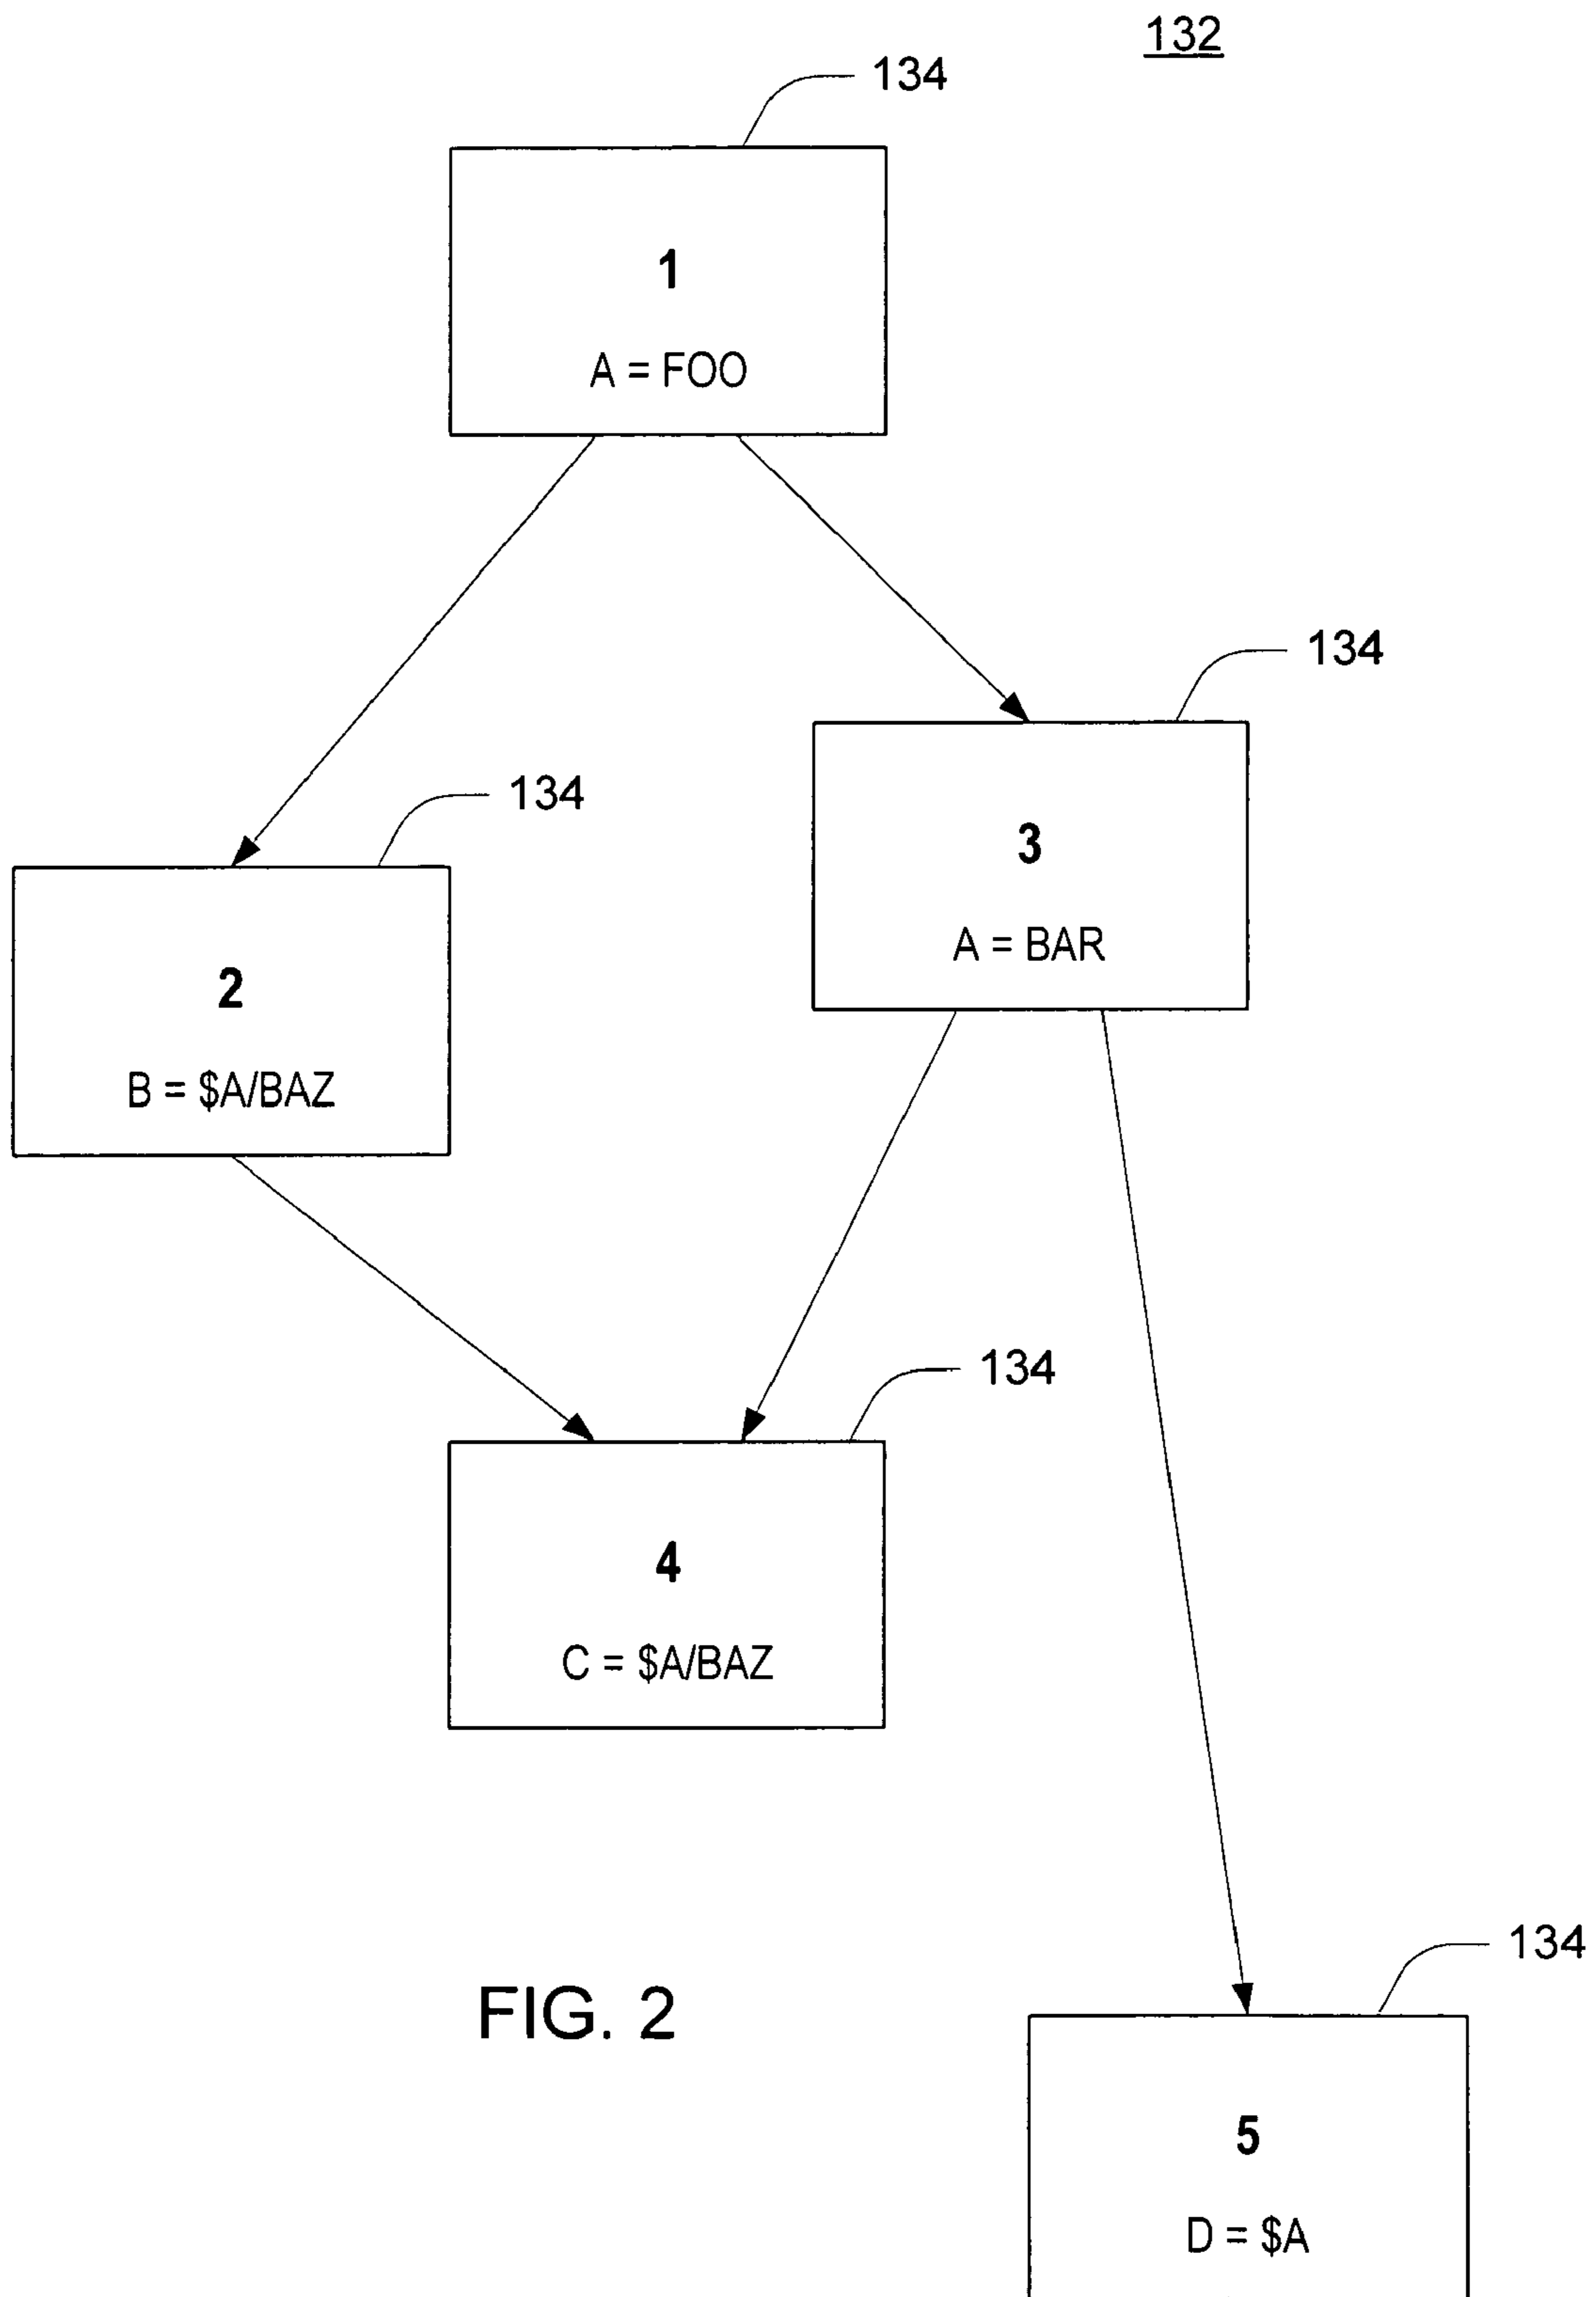 132
134
1
A = FOO
134
134
3
A = BAR
2
B = $A/BAZ
134
4
C = $A/BAZ
134
FIG. 2
5
D = $A